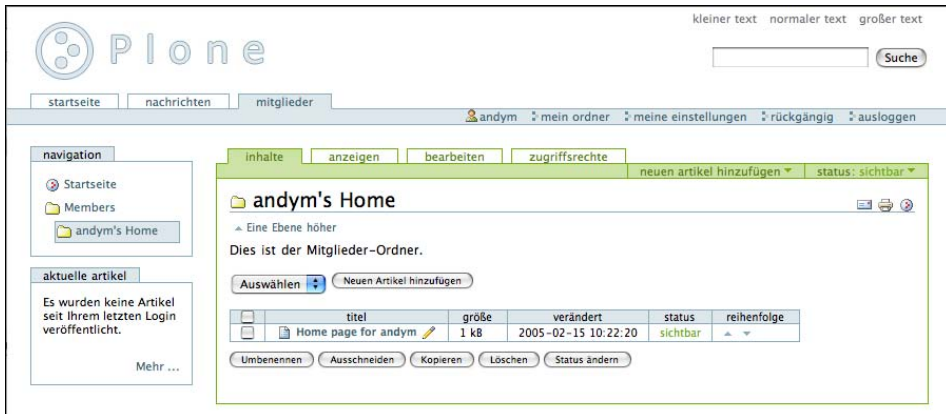 kleiner text normaler text großer text
Plone
Suche
startseite nachrichten mitglieder
andym mein ordner meine einstellungen rückgängig ausloggen
navigation
Startseite
Members
andym's Home
aktuelle artikel
Es wurden keine Artikel
seit Ihrem letzten Login
veröffentlicht.
Mehr ...
inhalte anzeigen bearbeiten zugriffsrechte
neuen artikel hinzufügen status: sichtbar
andym's Home
Eine Ebene höher
Dies ist der Mitglieder-Ordner.
Auswählen Neuen Artikel hinzufügen
titel größe verändert status reihenfolge
Home page for andym 1 kB 2005-02-15 10:22:20 sichtbar
Umbenennen Ausschneiden Kopieren Löschen Status ändern